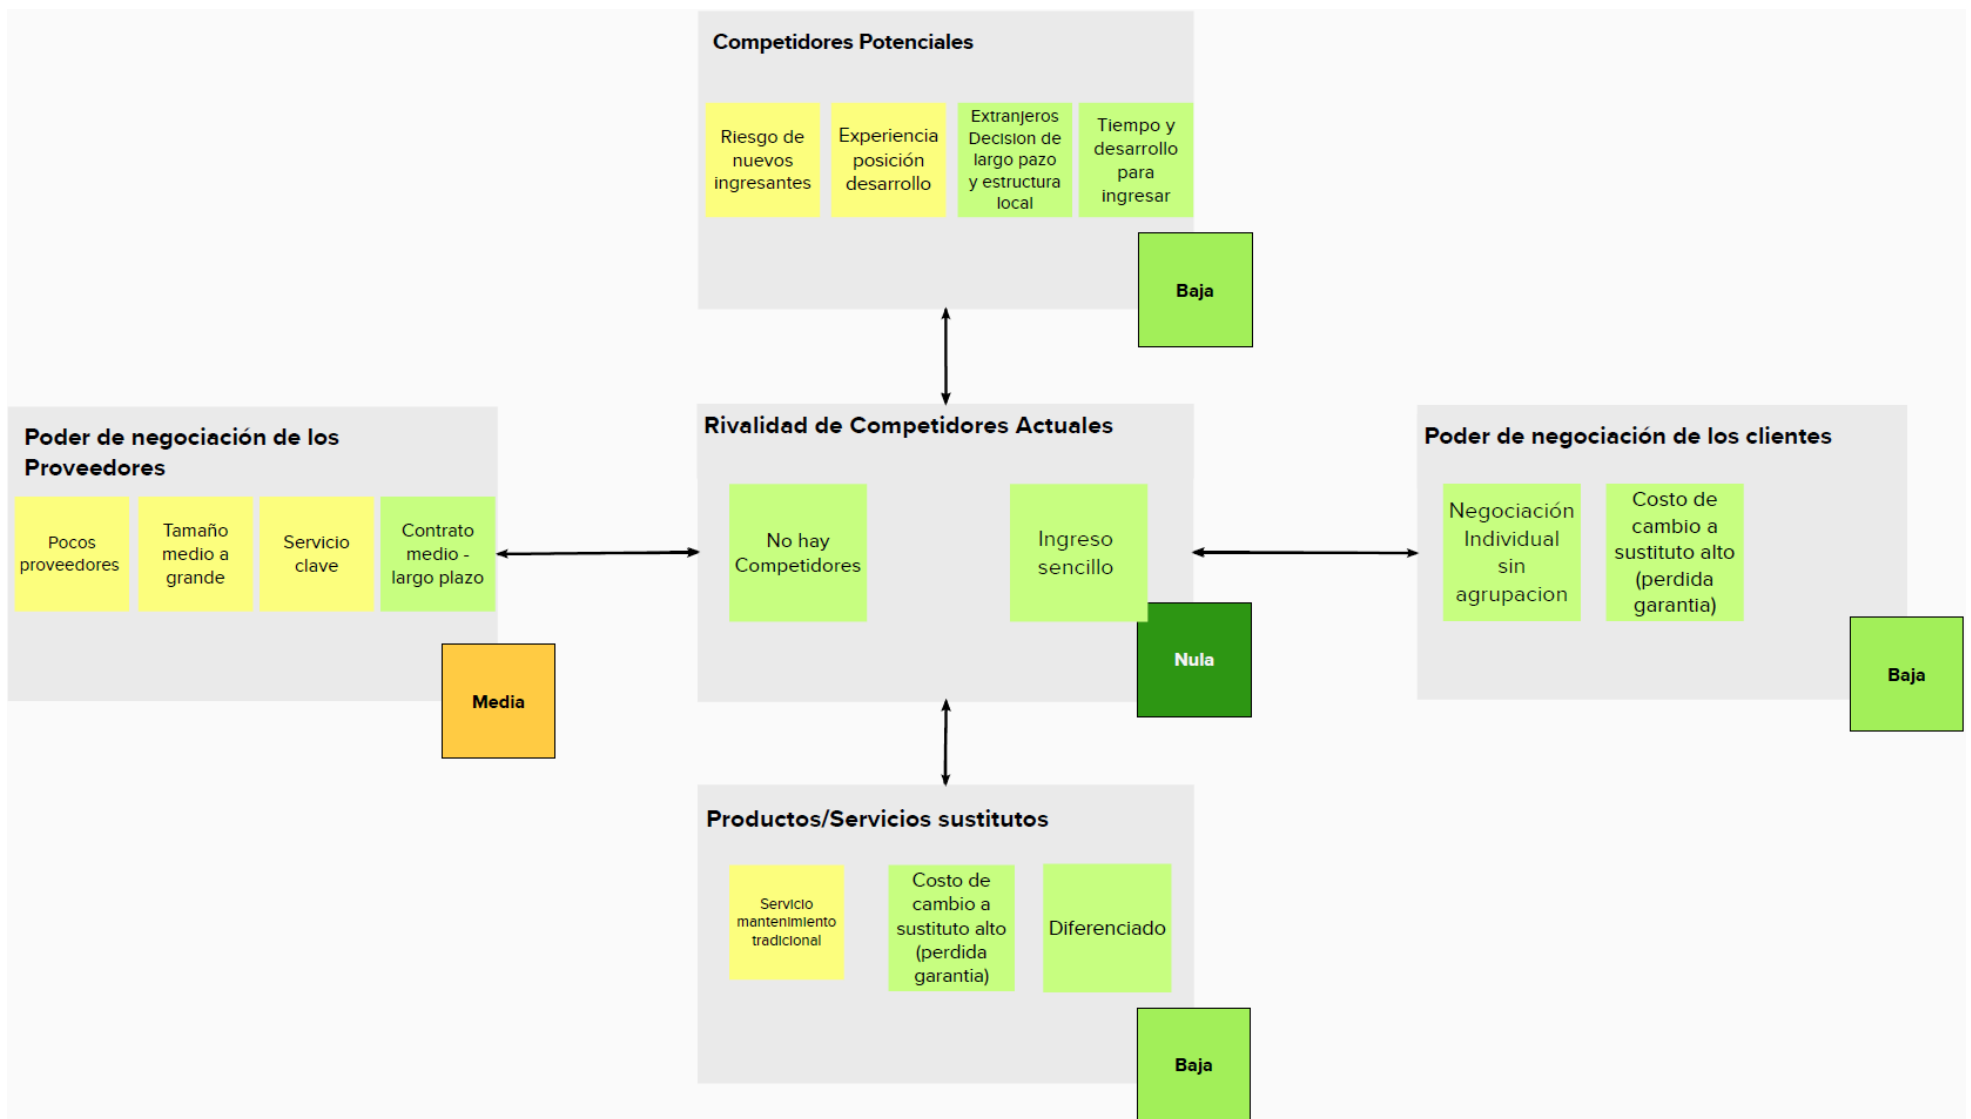 Competidores Potenciales
Riesgo de
nuevos
ingresantes
Experiencia
posición
desarrollo
Extranjeros
Decision de
largo pazo
y estructura
local
Tiempo y
desarrollo
para
ingresar
Baja
Poder de negociación de los
Proveedores
Pocos
proveedores
Tamaño
medio a
grande
Servicio
clave
Contrato
medio -
largo plazo
Media
Rivalidad de Competidores Actuales
No hay
Competidores
Ingreso
sencillo
Nula
Poder de negociación de los clientes
Negociación
Individual
sin
agrupacion
Costo de
cambio a
sustituto alto
(perdida
garantia)
Baja
Productos/Servicios sustitutos
Servicio
mantenimiento
tradicional
Costo de
cambio a
sustituto alto
(perdida
garantia)
Diferenciado
Baja